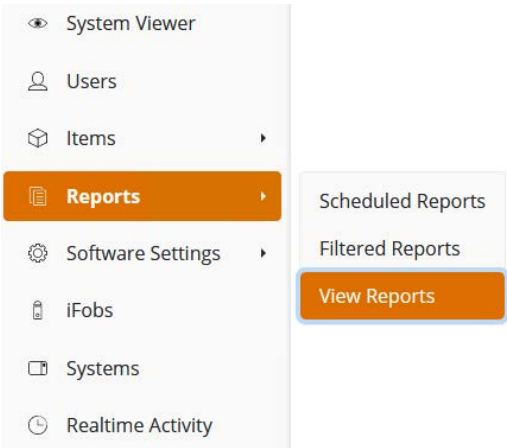 System Viewer
Users
Items
Reports
Software Settings
iFobs
Systems
Realtime Activity
Scheduled Reports
Filtered Reports
View Reports